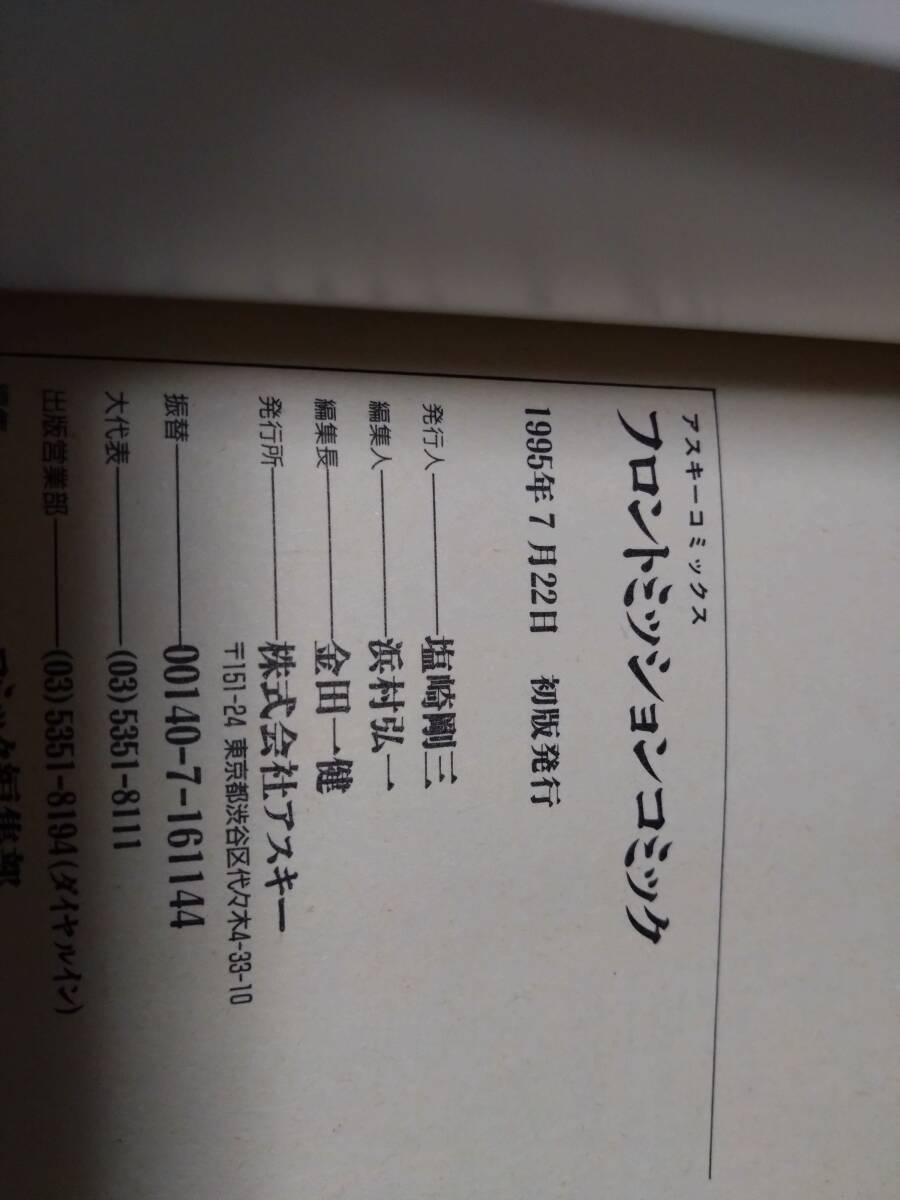 アスキーコミックス
フロントミッションコミック
1995年7月22日 初版発行
発行人――塩崎剛三
編集人――浜村弘一
編集長――金田一健
発行所――株式会社アスキー
〒151-24 東京都渋谷区代々木4-33-10
振替――00140-7-161144
大代表――(03)5351-8111
出版営業部――(03)5351-8194(ダイヤルイン)